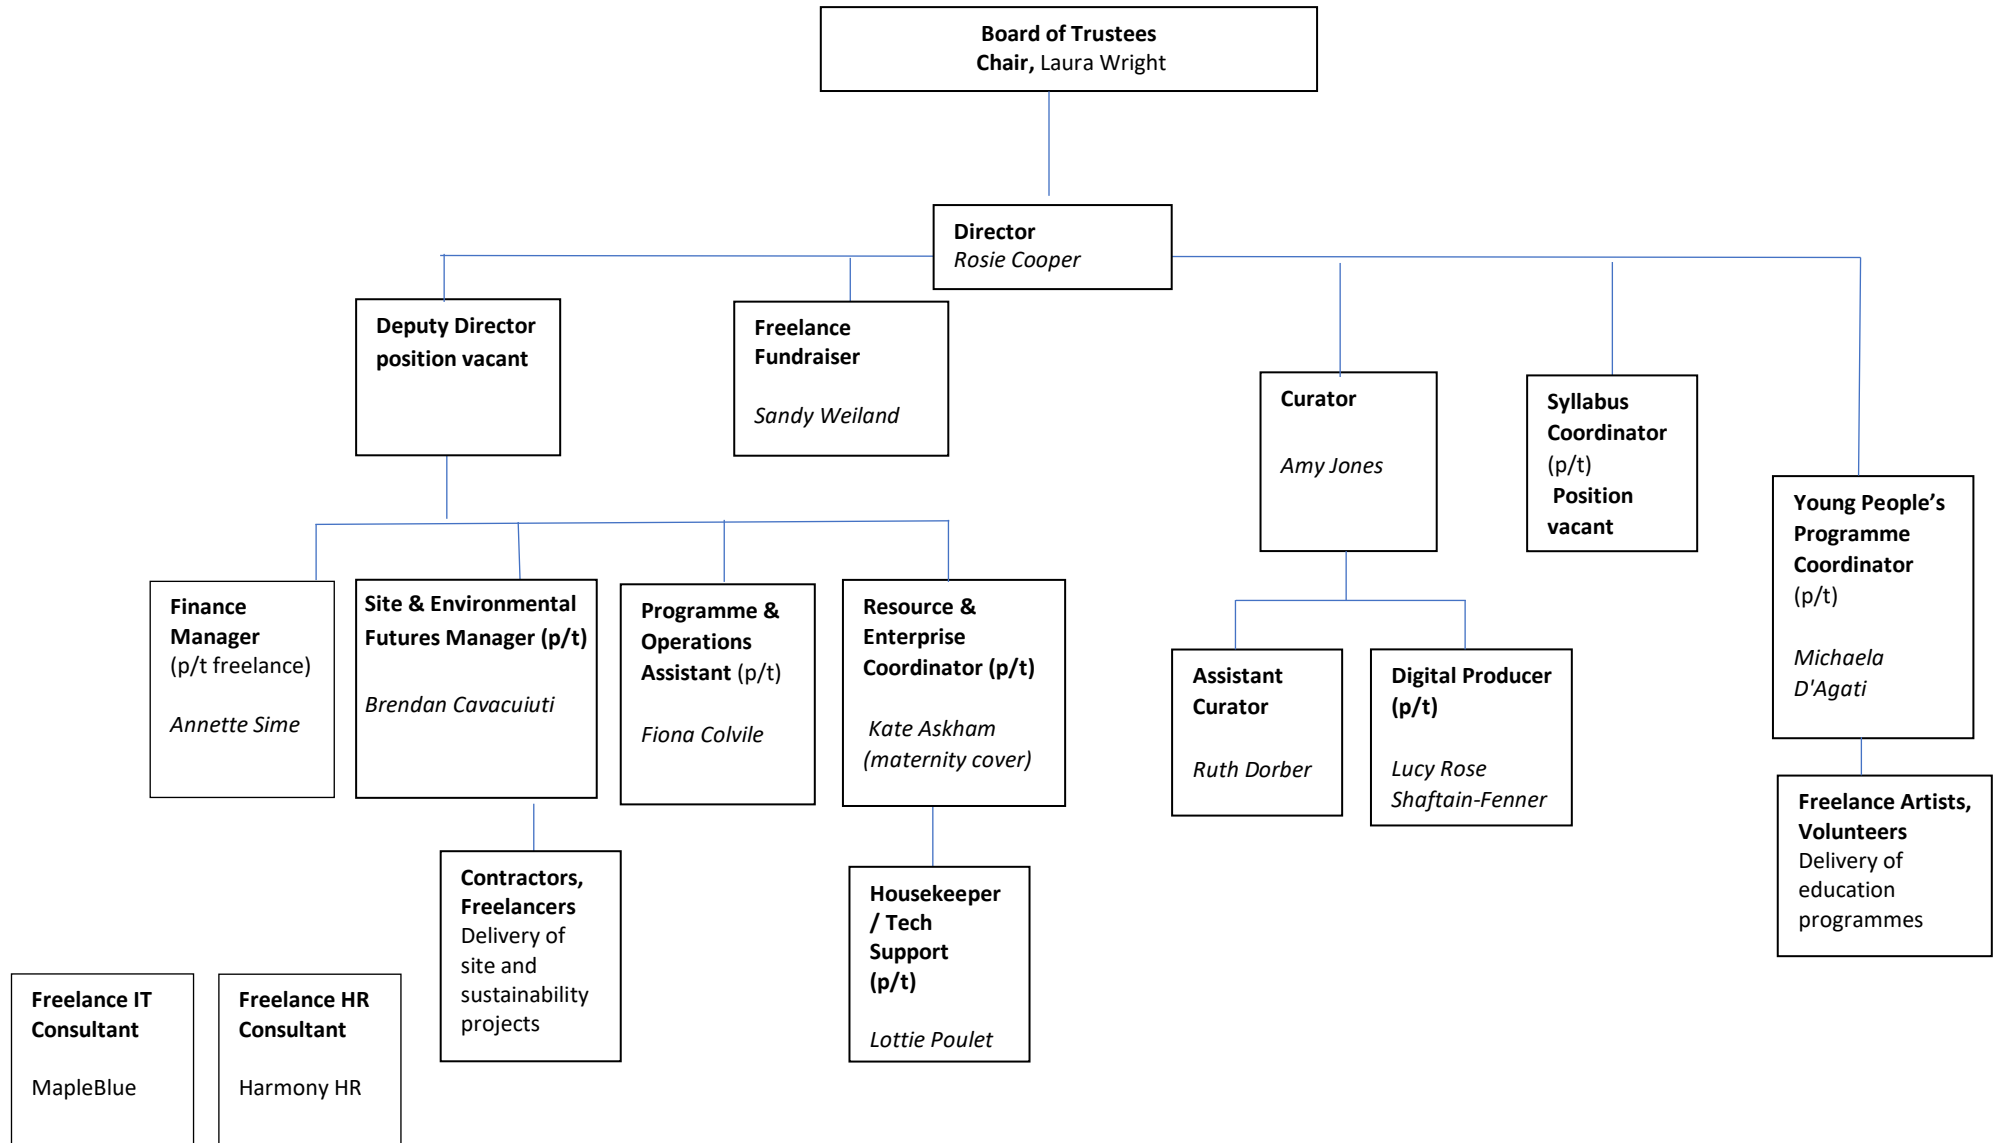 Board of Trustees
Chair, Laura Wright
Director
Rosie Cooper
Deputy Director
position vacant
Freelance
Fundraiser
Sandy Weiland
Curator
Amy Jones
Syllabus
Coordinator
(p/t)
Position
vacant
Young People’s
Programme
Coordinator
(p/t)
Michaela
D'Agati
Finance
Manager
(p/t freelance)
Annette Sime
Site & Environmental
Futures Manager (p/t)
Brendan Cavacuiuti
Programme &
Operations
Assistant (p/t)
Fiona Colvile
Resource &
Enterprise
Coordinator (p/t)
Kate Askham
(maternity cover)
Assistant
Curator
Ruth Dorber
Digital Producer
(p/t)
Lucy Rose
Shaftain-Fenner
Freelance Artists,
Volunteers
Delivery of
education
programmes
Contractors,
Freelancers
Delivery of
site and
sustainability
projects
Housekeeper
/ Tech
Support
(p/t)
Lottie Poulet
Freelance IT
Consultant
MapleBlue
Freelance HR
Consultant
Harmony HR